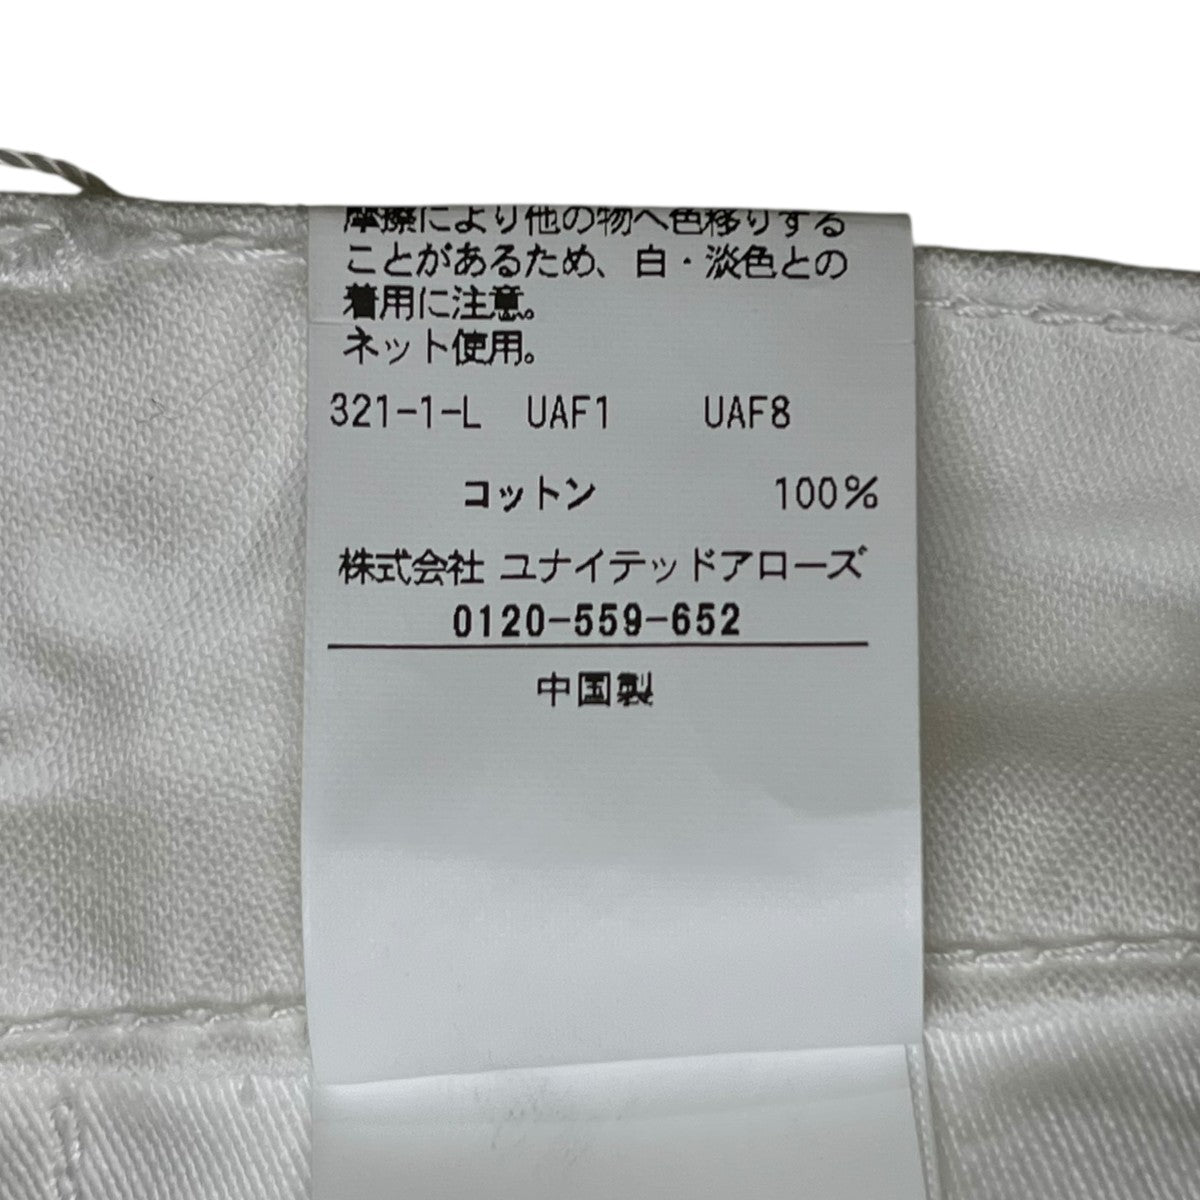 摩擦により他の物へ色移りする
ことがあるため、白・淡色との
着用に注意。
ネット使用。
321-1-L UAF1 UAF8
コットン 100%
株式会社 ユナイテッドアローズ
0120-559-652
中国製